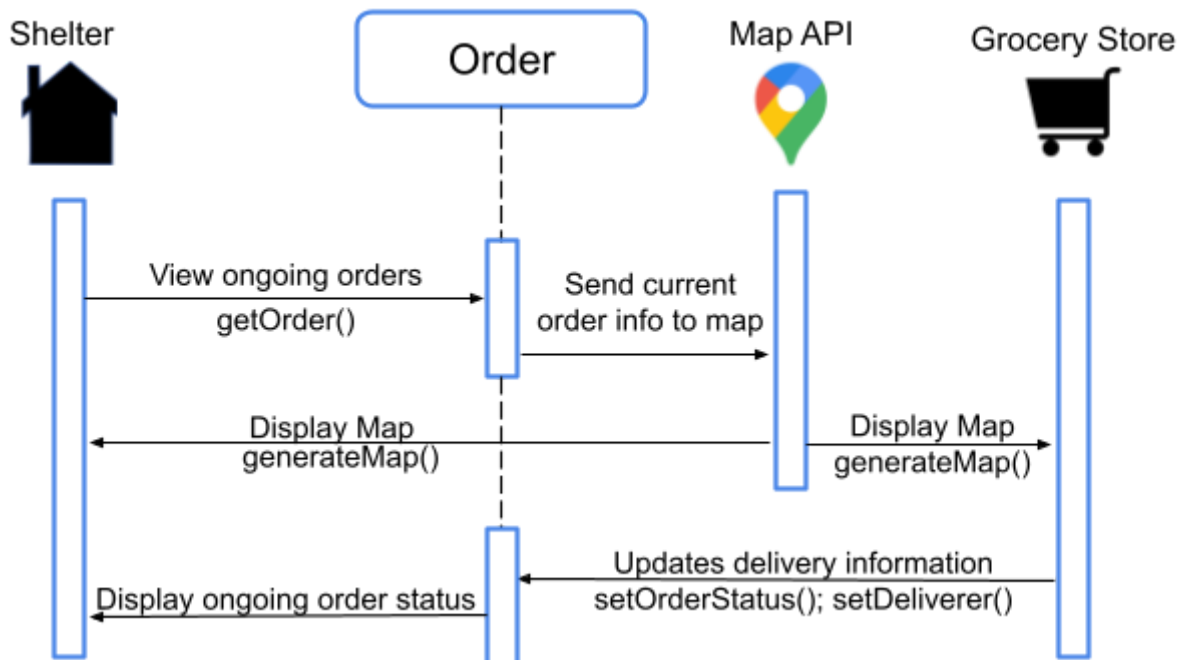 Shelter
Order
Map API
Grocery Store
View ongoing orders
getOrder()
Send current
order info to map
Display Map
generateMap()
Display Map
generateMap()
Updates delivery information
setOrderStatus(); setDeliverer()
Display ongoing order status